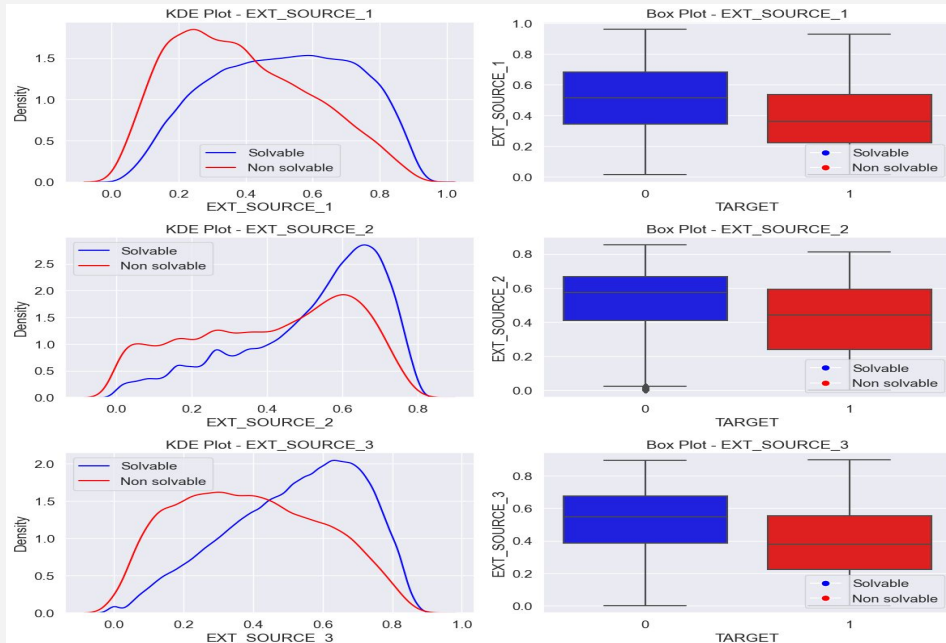 KDE Plot - EXT_SOURCE_1
Density
1.5
1.0
0.5
0.0
Solvable
Non solvable
0.0 0.2 0.4 0.6 0.8 1.0
EXT_SOURCE_1
Box Plot - EXT_SOURCE_1
EXT_SOURCE_1
1.0
0.8
0.6
0.4
0.2
0.0
Solvable
Non solvable
0 1
TARGET
KDE Plot - EXT_SOURCE_2
Density
2.5
2.0
1.5
1.0
0.5
0.0
Solvable
Non solvable
0.0 0.2 0.4 0.6 0.8
EXT_SOURCE_2
Box Plot - EXT_SOURCE_2
EXT_SOURCE_2
0.8
0.6
0.4
0.2
0.0
Solvable
Non solvable
0 1
TARGET
KDE Plot - EXT_SOURCE_3
Density
2.0
1.5
1.0
0.5
0.0
Solvable
Non solvable
0.0 0.2 0.4 0.6 0.8 1.0
EXT_SOURCE_3
Box Plot - EXT_SOURCE_3
EXT_SOURCE_3
0.8
0.6
0.4
0.2
0.0
Solvable
Non solvable
0 1
TARGET